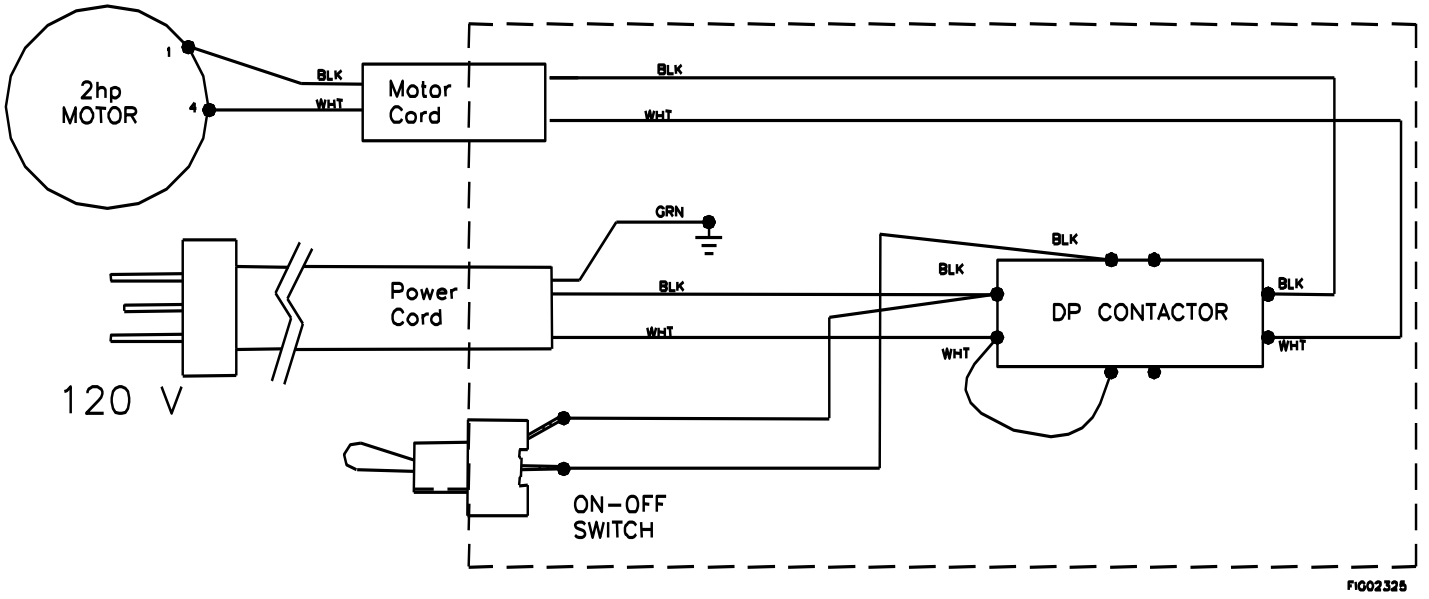 1
BLK
2hp
MOTOR
4
WHT
Motor
Cord
BLK
WHT
GRN
BLK
BLK
Power
Cord
BLK
BLK
DP CONTACTOR
WHT
WHT
WHT
120 V
ON-OFF
SWITCH
FIG02325